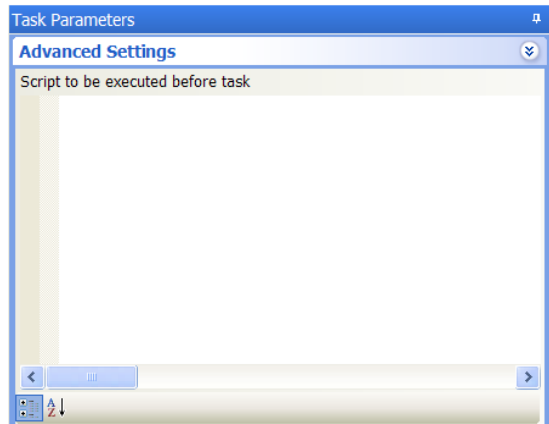 Task Parameters
Advanced Settings
Script to be executed before task
A
Z